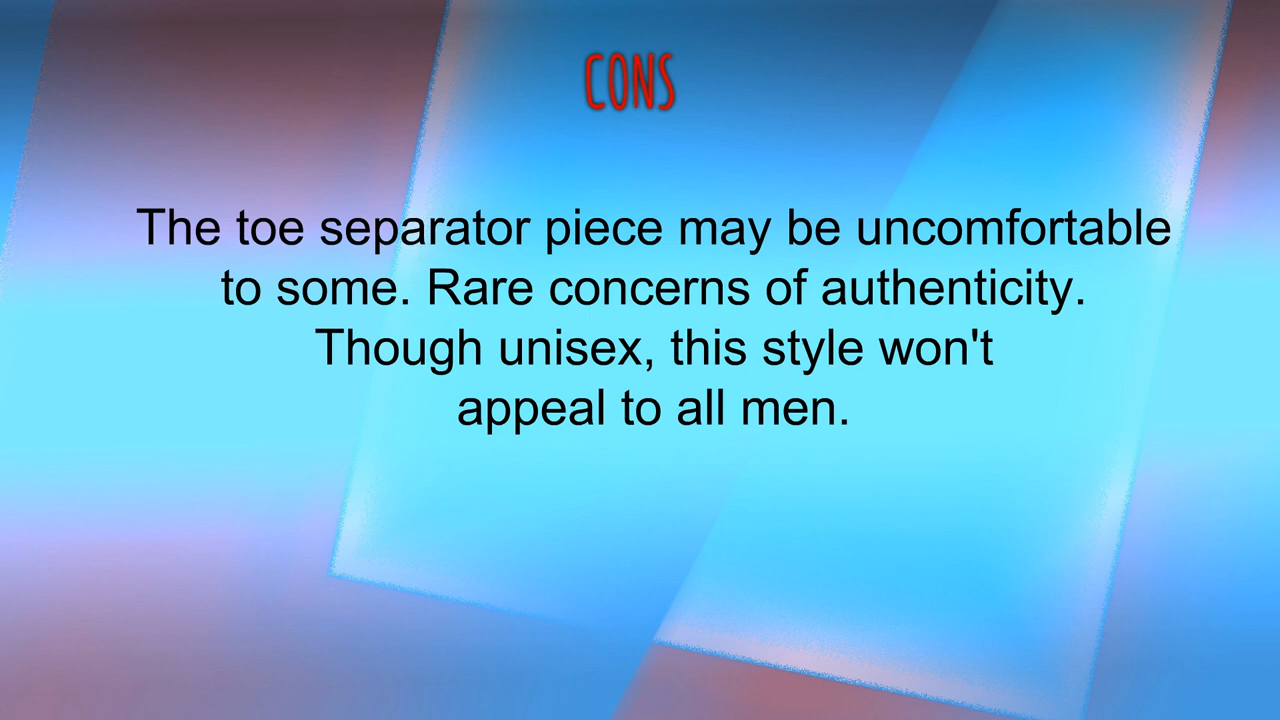 CONS
The toe separator piece may be uncomfortable
to some. Rare concerns of authenticity.
Though unisex, this style won't
appeal to all men.